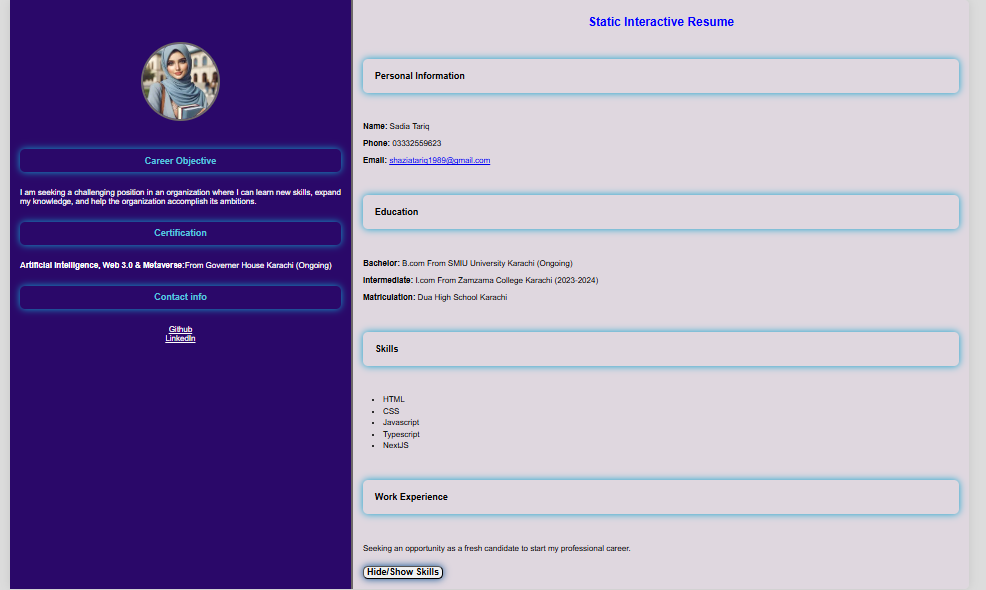 Career Objective
I am seeking a challenging position in an organization where I can learn new skills, expand
my knowledge, and help the organization accomplish its ambitions.
Certification
Artificial Intelligence, Web 3.0 & Metaverse:From Governer House Karachi (Ongoing)
Contact info
Github
LinkedIn
Static Interactive Resume
Personal Information
Name: Sadia Tariq
Phone: 03332559623
Email: shaziatariq1989@gmail.com
Education
Bachelor: B.com From SMIU University Karachi (Ongoing)
Intermediate: I.com From Zamzama College Karachi (2023-2024)
Matriculation: Dua High School Karachi
Skills
• HTML
• CSS
• Javascript
• Typescript
• NextJS
Work Experience
Seeking an opportunity as a fresh candidate to start my professional career.
Hide/Show Skills